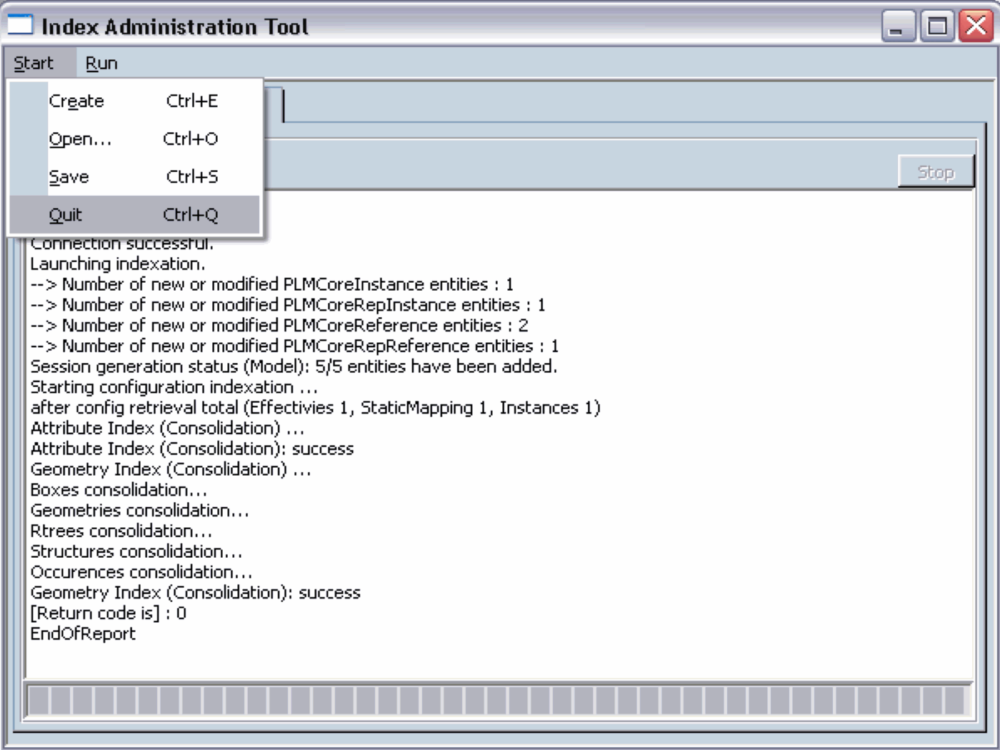 Index Administration Tool
Start Run
Create Ctrl+E
Open... Ctrl+O
Save Ctrl+S
Quit Ctrl+Q
Stop
Connection successful.
Launching indexation.
--> Number of new or modified PLMCoreInstance entities : 1
--> Number of new or modified PLMCoreRepInstance entities : 1
--> Number of new or modified PLMCoreReference entities : 2
--> Number of new or modified PLMCoreRepReference entities : 1
Session generation status (Model): 5/5 entities have been added.
Starting configuration indexation ...
after config retrieval total (Effectivies 1, StaticMapping 1, Instances 1)
Attribute Index (Consolidation) ...
Attribute Index (Consolidation): success
Geometry Index (Consolidation) ...
Boxes consolidation...
Geometries consolidation...
Rtrees consolidation...
Structures consolidation...
Occurences consolidation...
Geometry Index (Consolidation): success
[Return code is] : 0
EndOfReport